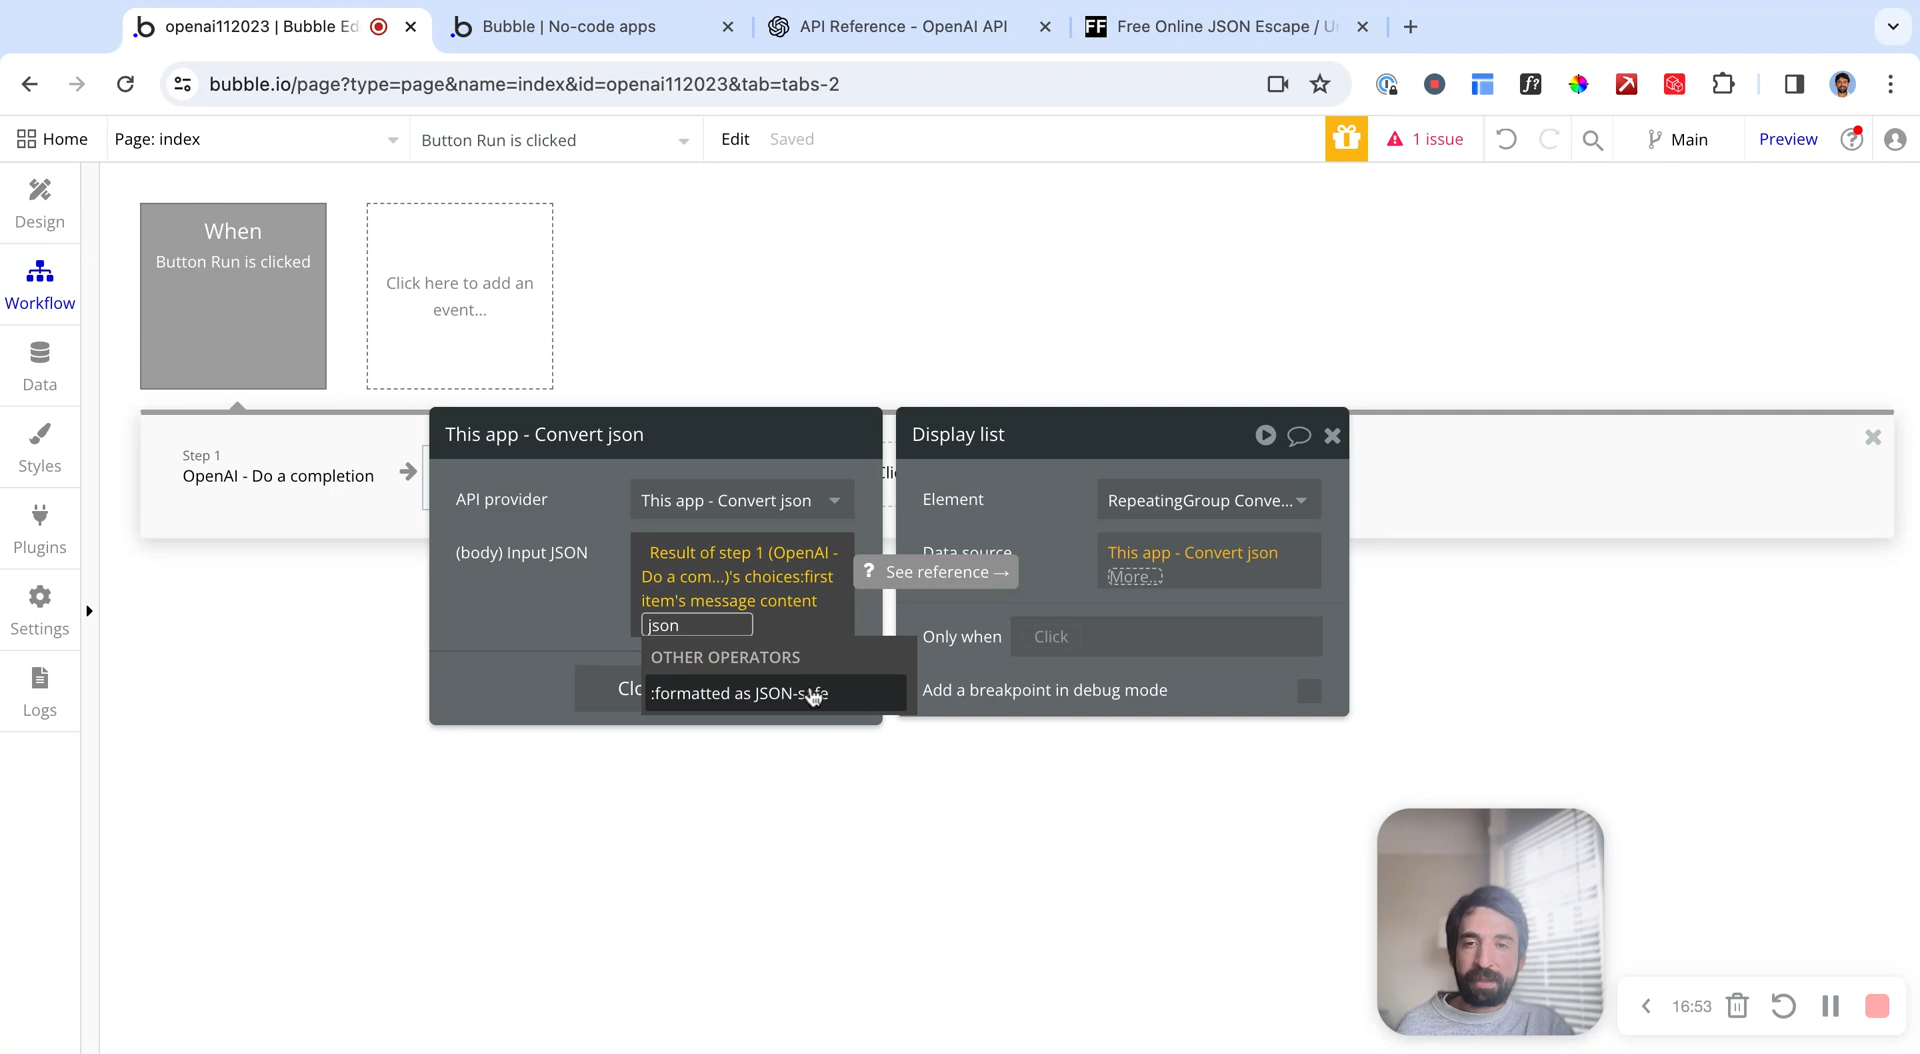 openai112023 | Bubble Ed
Bubble | No-code apps
API Reference - OpenAI API
FF
Free Online JSON Escape / U
bubble.io/page?type=page&name=index&id=openai112023&tab=tabs-2
Home
Page: index
Button Run is clicked
Edit
Saved
1 issue
Main
Preview
Design
Workflow
Data
Styles
Plugins
Settings
Logs
When
Button Run is clicked
Click here to add an
event...
Step 1
OpenAI - Do a completion
This app - Convert json
API provider
This app - Convert json
(body) Input JSON
Result of step 1 (OpenAI -
Do a com...)'s choices:first
item's message content
json
OTHER OPERATORS
:formatted as JSON-safe
Clo
? See reference →
Cli
Display list
Element
RepeatingGroup Conve...
Data source
This app - Convert json
More...
Only when
Click
Add a breakpoint in debug mode
16:53